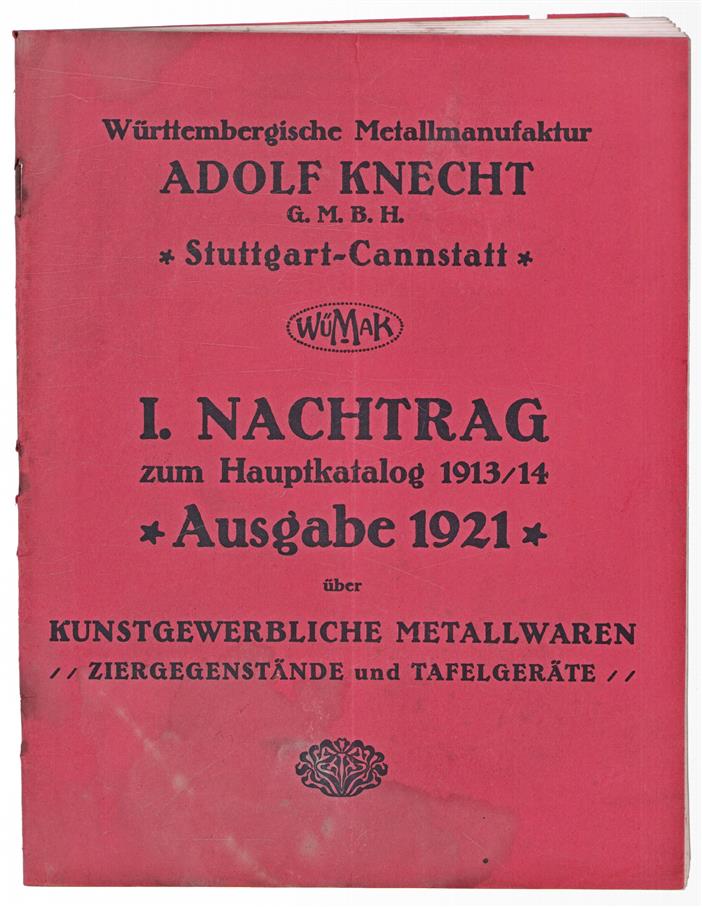 Württembergische Metallmanufaktur
ADOLF KNECHT
G. M. B. H.
* Stuttgart-Cannstatt *
WÜMAK
I. NACHTRAG
zum Hauptkatalog 1913/14
* Ausgabe 1921 *
über
KUNSTGEWERBLICHE METALLWAREN
// ZIERGEGENSTÄNDE und TAFELGERÄTE //